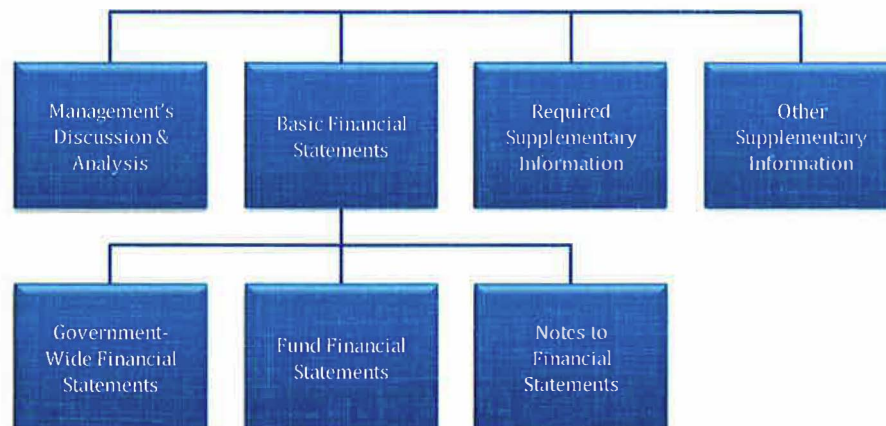 Management's
Discussion &
Analysis
Basic Financial
Statements
Required
Supplementary
Information
Other
Supplementary
Information
Government-
Wide Financial
Statements
Fund Financial
Statements
Notes to
Financial
Statements